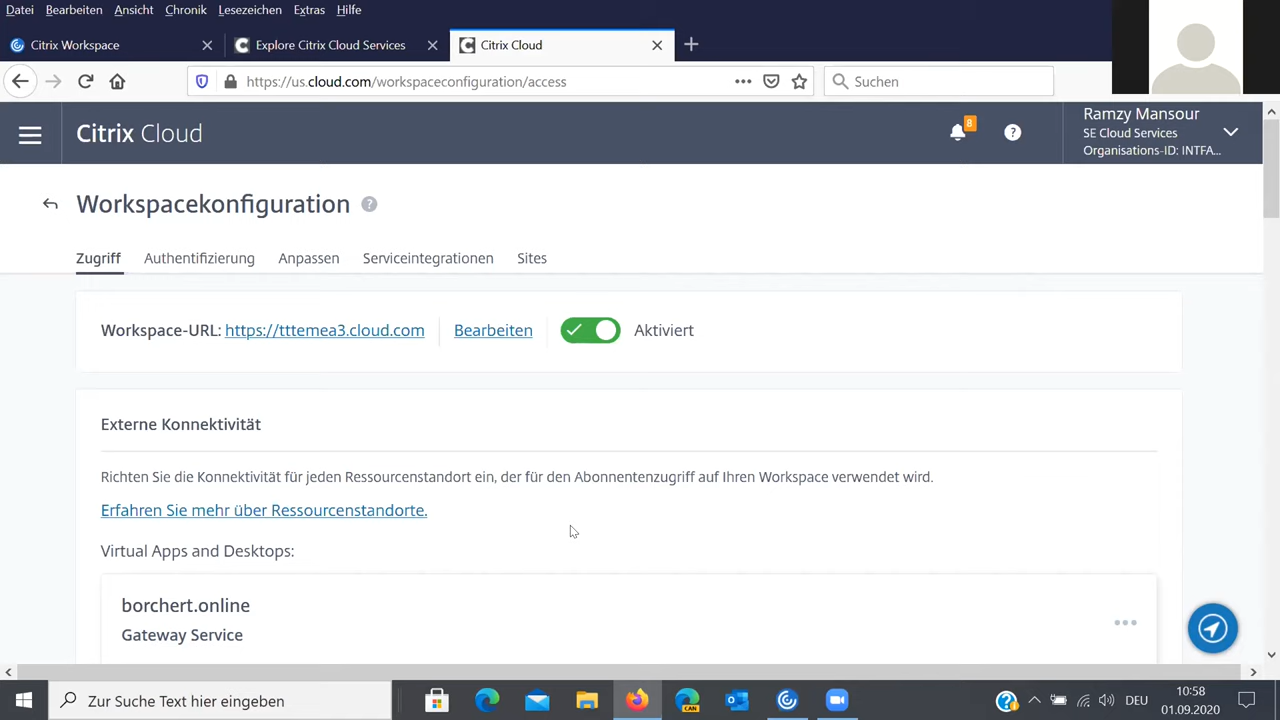 Datei Bearbeiten Ansicht Chronik Lesezeichen Extras Hilfe
Citrix Workspace Explore Citrix Cloud Services Citrix Cloud
https://us.cloud.com/workspaceconfiguration/access Suchen
Citrix Cloud 8 ? Ramzy Mansour
SE Cloud Services
Organisations-ID: INTFA...
Workspacekonfiguration ?
Zugriff Authentifizierung Anpassen Serviceintegrationen Sites
Workspace-URL: https://tttemea3.cloud.com Bearbeiten Aktiviert
Externe Konnektivität
Richten Sie die Konnektivität für jeden Ressourcenstandort ein, der für den Abonnentenzugriff auf Ihren Workspace verwendet wird.
Erfahren Sie mehr über Ressourcenstandorte.
Virtual Apps and Desktops:
borchert.online
Gateway Service
Zur Suche Text hier eingeben CAN DEU 10:58
01.09.2020